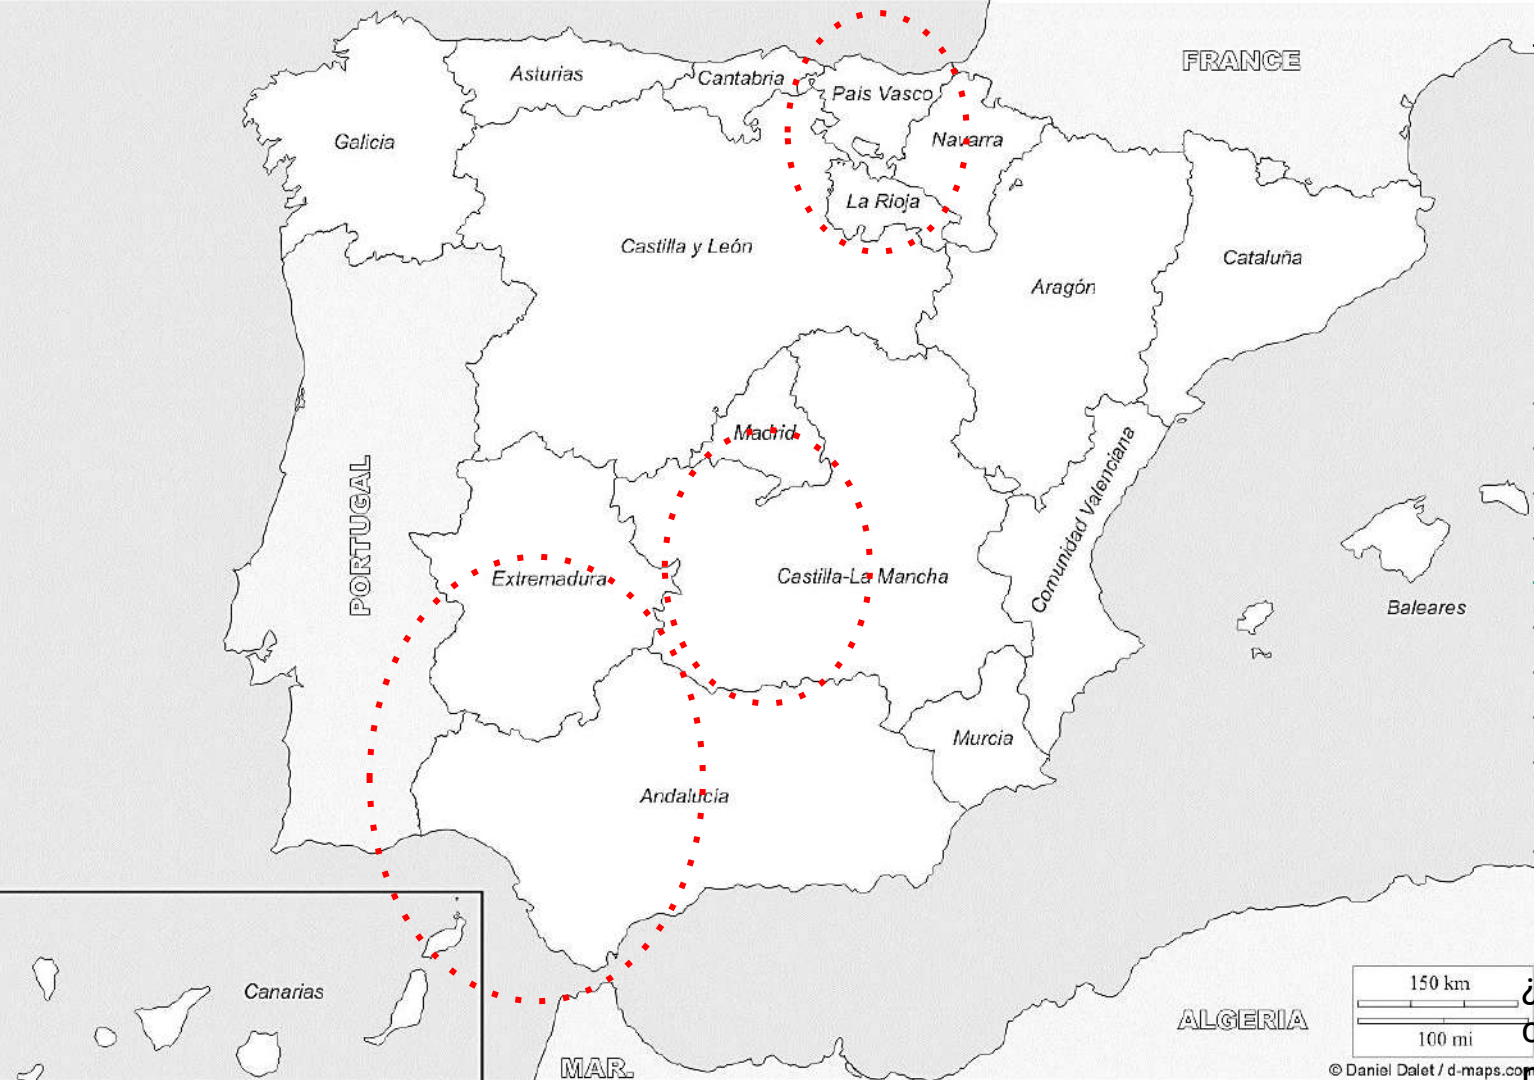 FRANCE
Asturias
Cantabria
País Vasco
Galicia
Navarra
La Rioja
Castilla y León
Cataluña
Aragón
Madrid
PORTUGAL
Comunidad Valenciana
Extremadura
Castilla-La Mancha
Baleares
Murcia
Andalucía
Canarias
150 km
¿
ALGERIA
100 mi
MAR.
© Daniel Dalet / d-maps.com